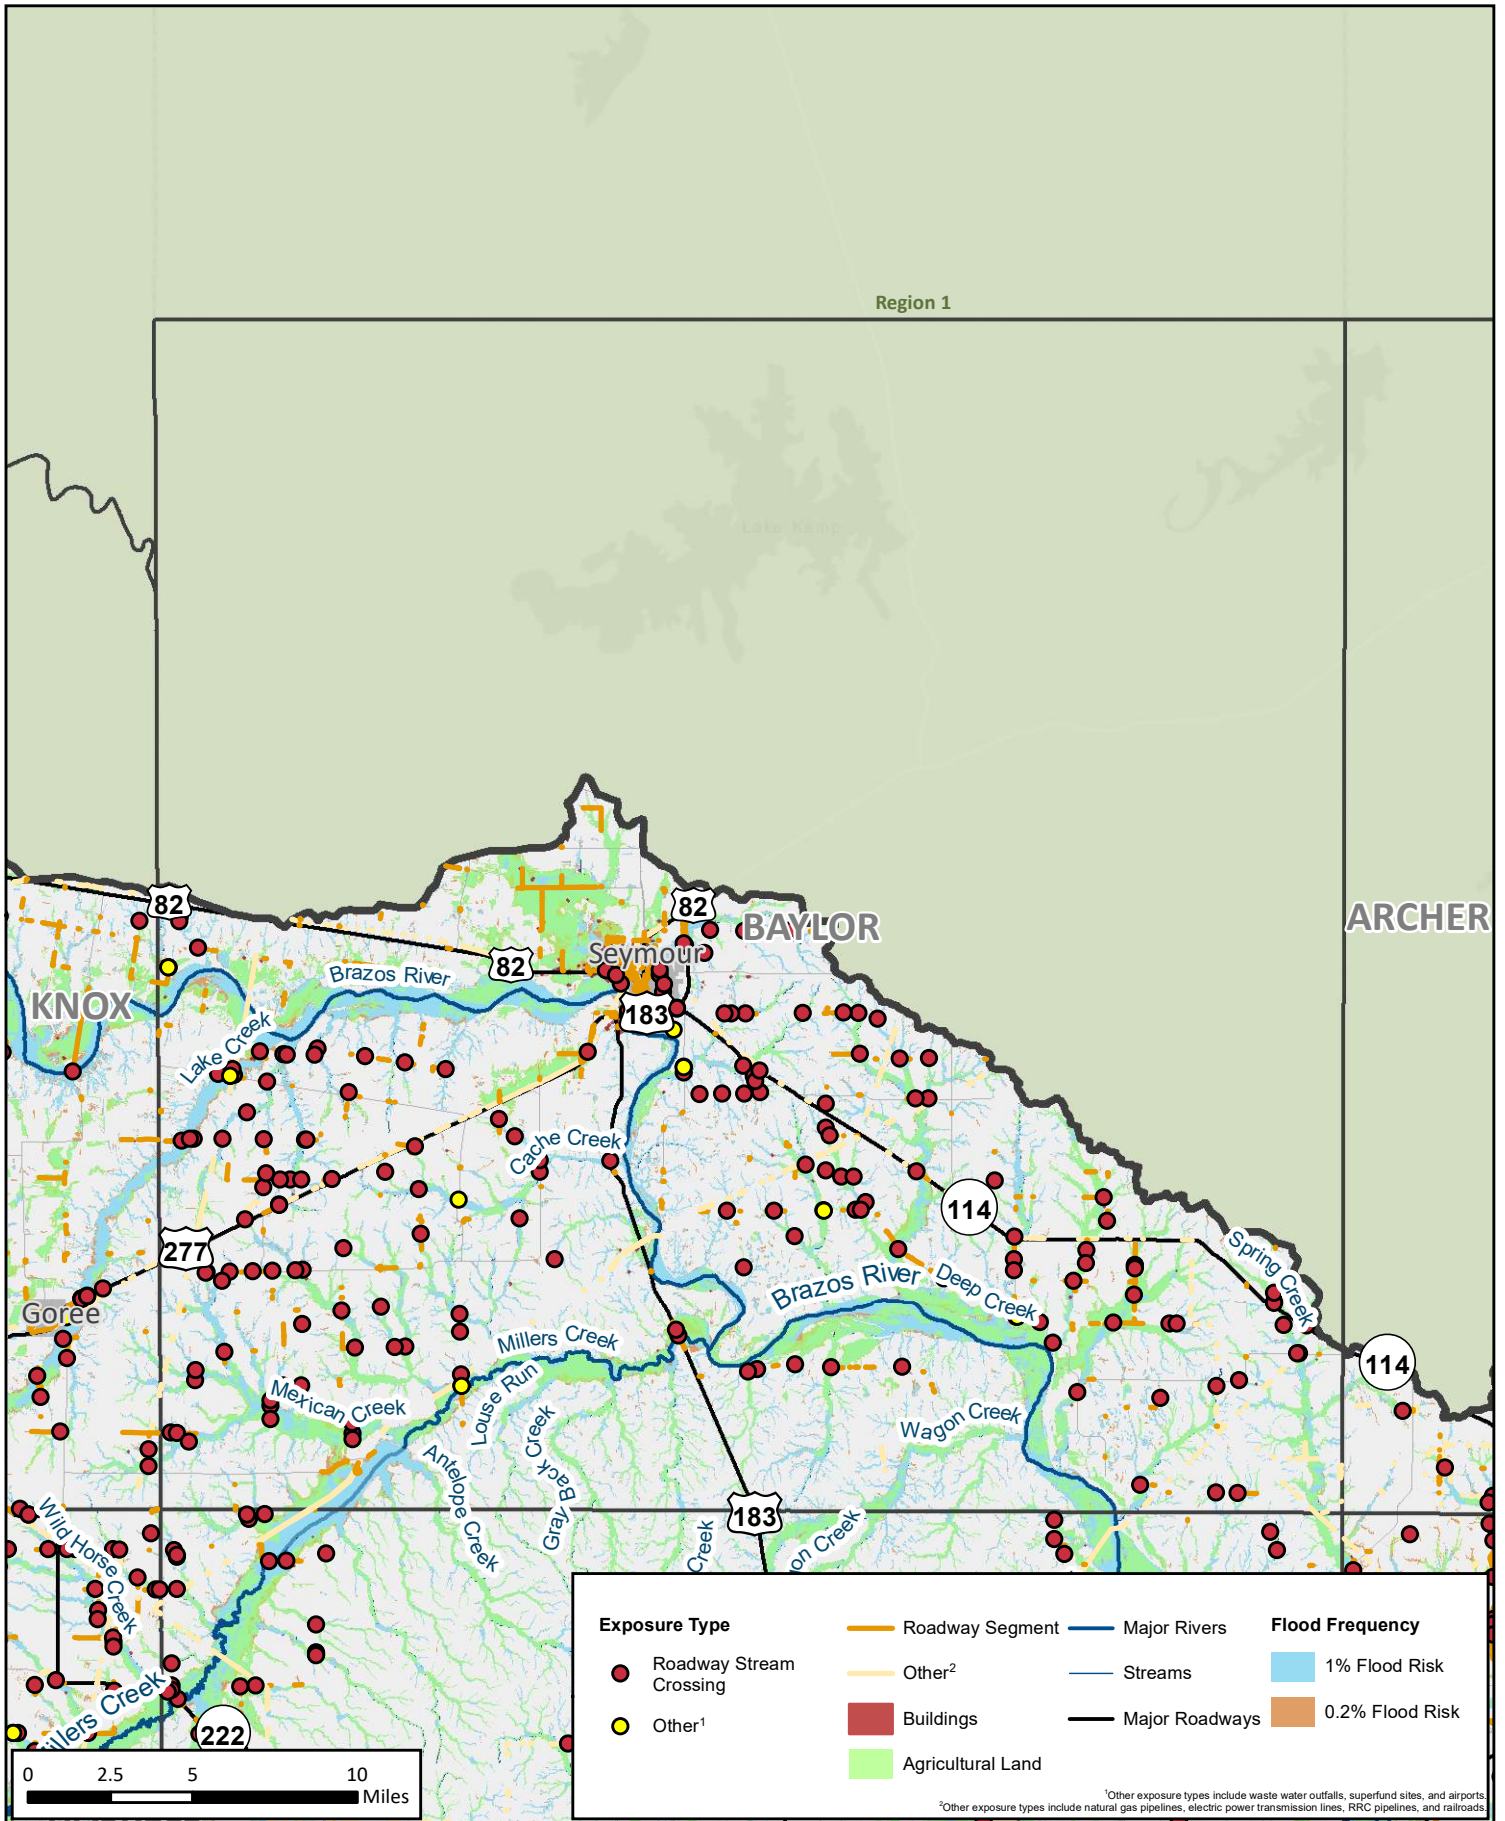 Region 1
Lake Kemp
82
82
BAYLOR
ARCHER
Seymour
82
Brazos River
KNOX
183
Lake Creek
Cache Creek
114
277
Spring Creek
Brazos River
Deep Creek
Goree
Millers Creek
114
Louse Run
Mexican Creek
Wagon Creek
Gray Back Creek
Antelope Creek
183
Wild Horse Creek
Creek
on Creek
illers Creek
222
0 2.5 5 10
Miles
Exposure Type
Roadway Stream
Crossing
Other1
Roadway Segment
Other2
Buildings
Agricultural Land
Major Rivers
Streams
Major Roadways
Flood Frequency
1% Flood Risk
0.2% Flood Risk
1Other exposure types include waste water outfalls, superfund sites, and airports.
2Other exposure types include natural gas pipelines, electric power transmission lines, RRC pipelines, and railroads.